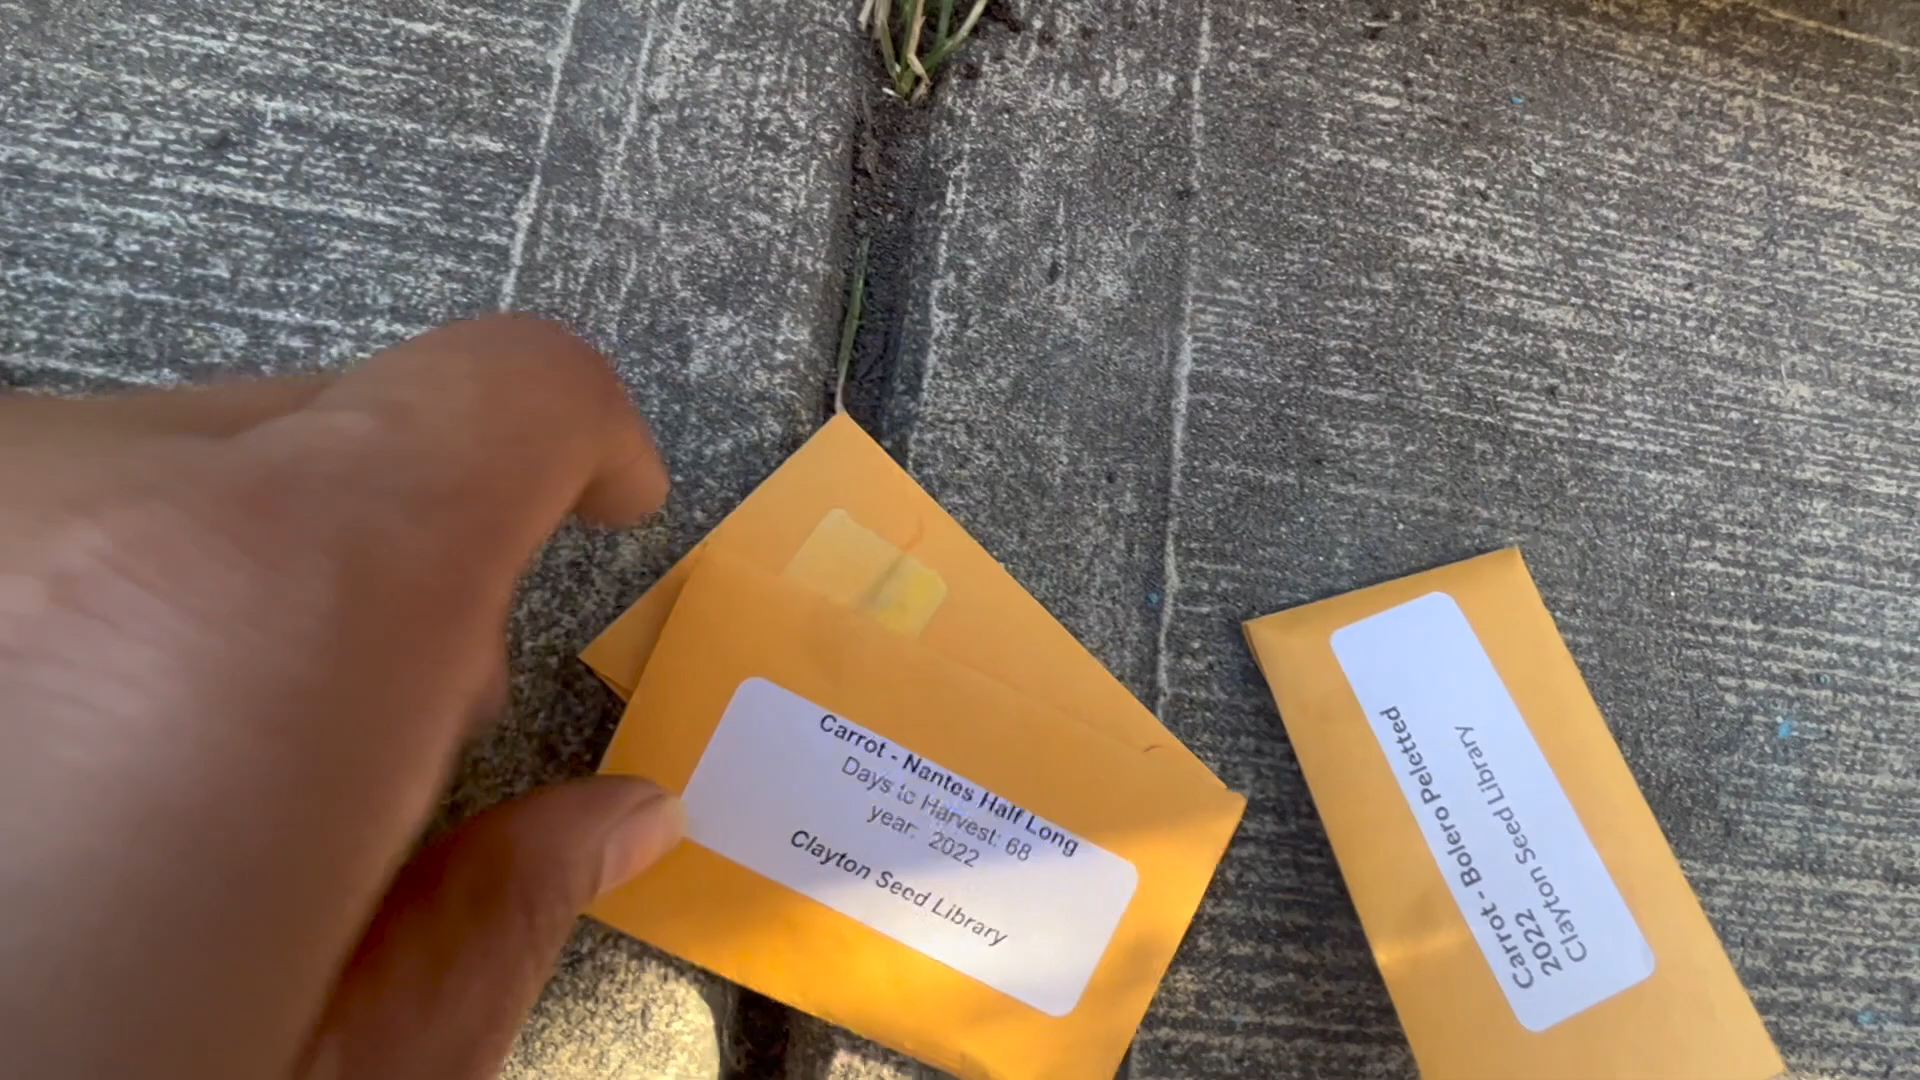 Carrot - Nantes Half Long
Days to Harvest: 68
year: 2022
Clayton Seed Library
Carrot - Bolero Peletted
2022
Clayton Seed Library